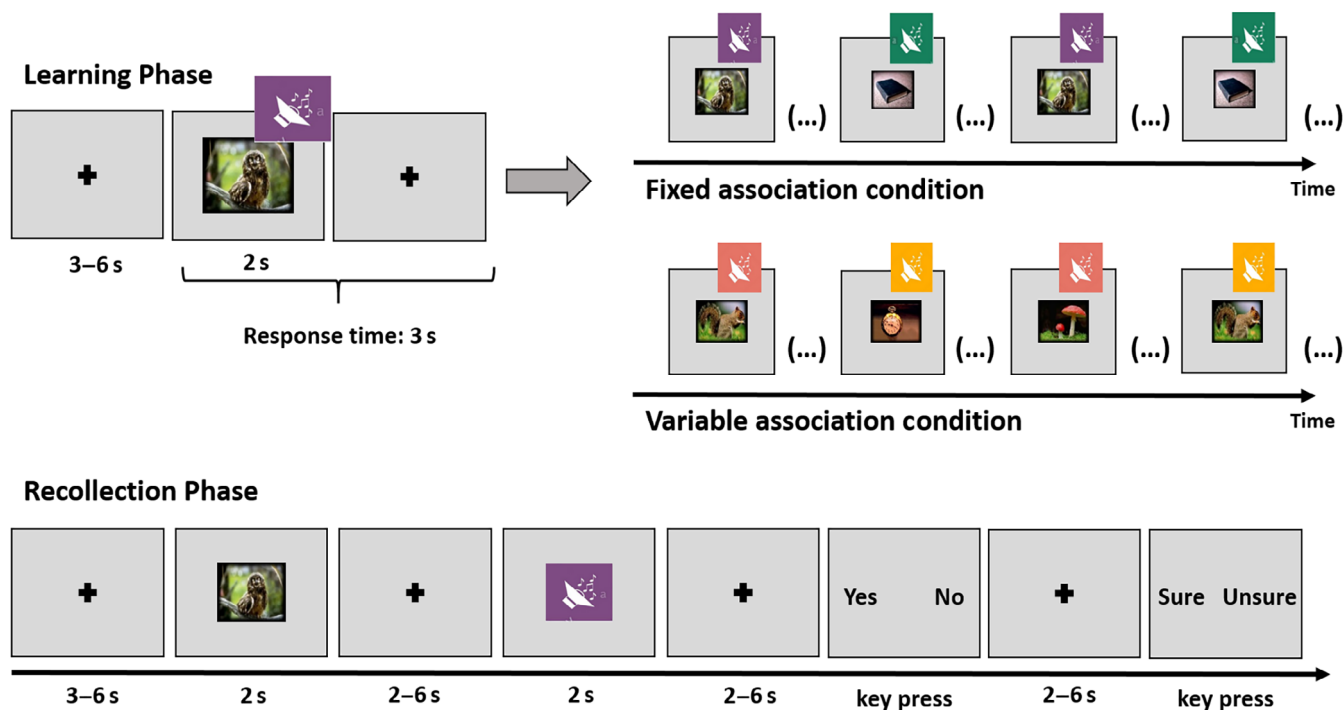 Learning Phase
3–6 s
2 s
Response time: 3 s
(...)
(...)
(...)
(...)
Fixed association condition
Time
(...)
(...)
(...)
(...)
Variable association condition
Time
Recollection Phase
Yes No
Sure Unsure
3–6 s 2 s 2–6 s 2 s 2–6 s key press 2–6 s key press